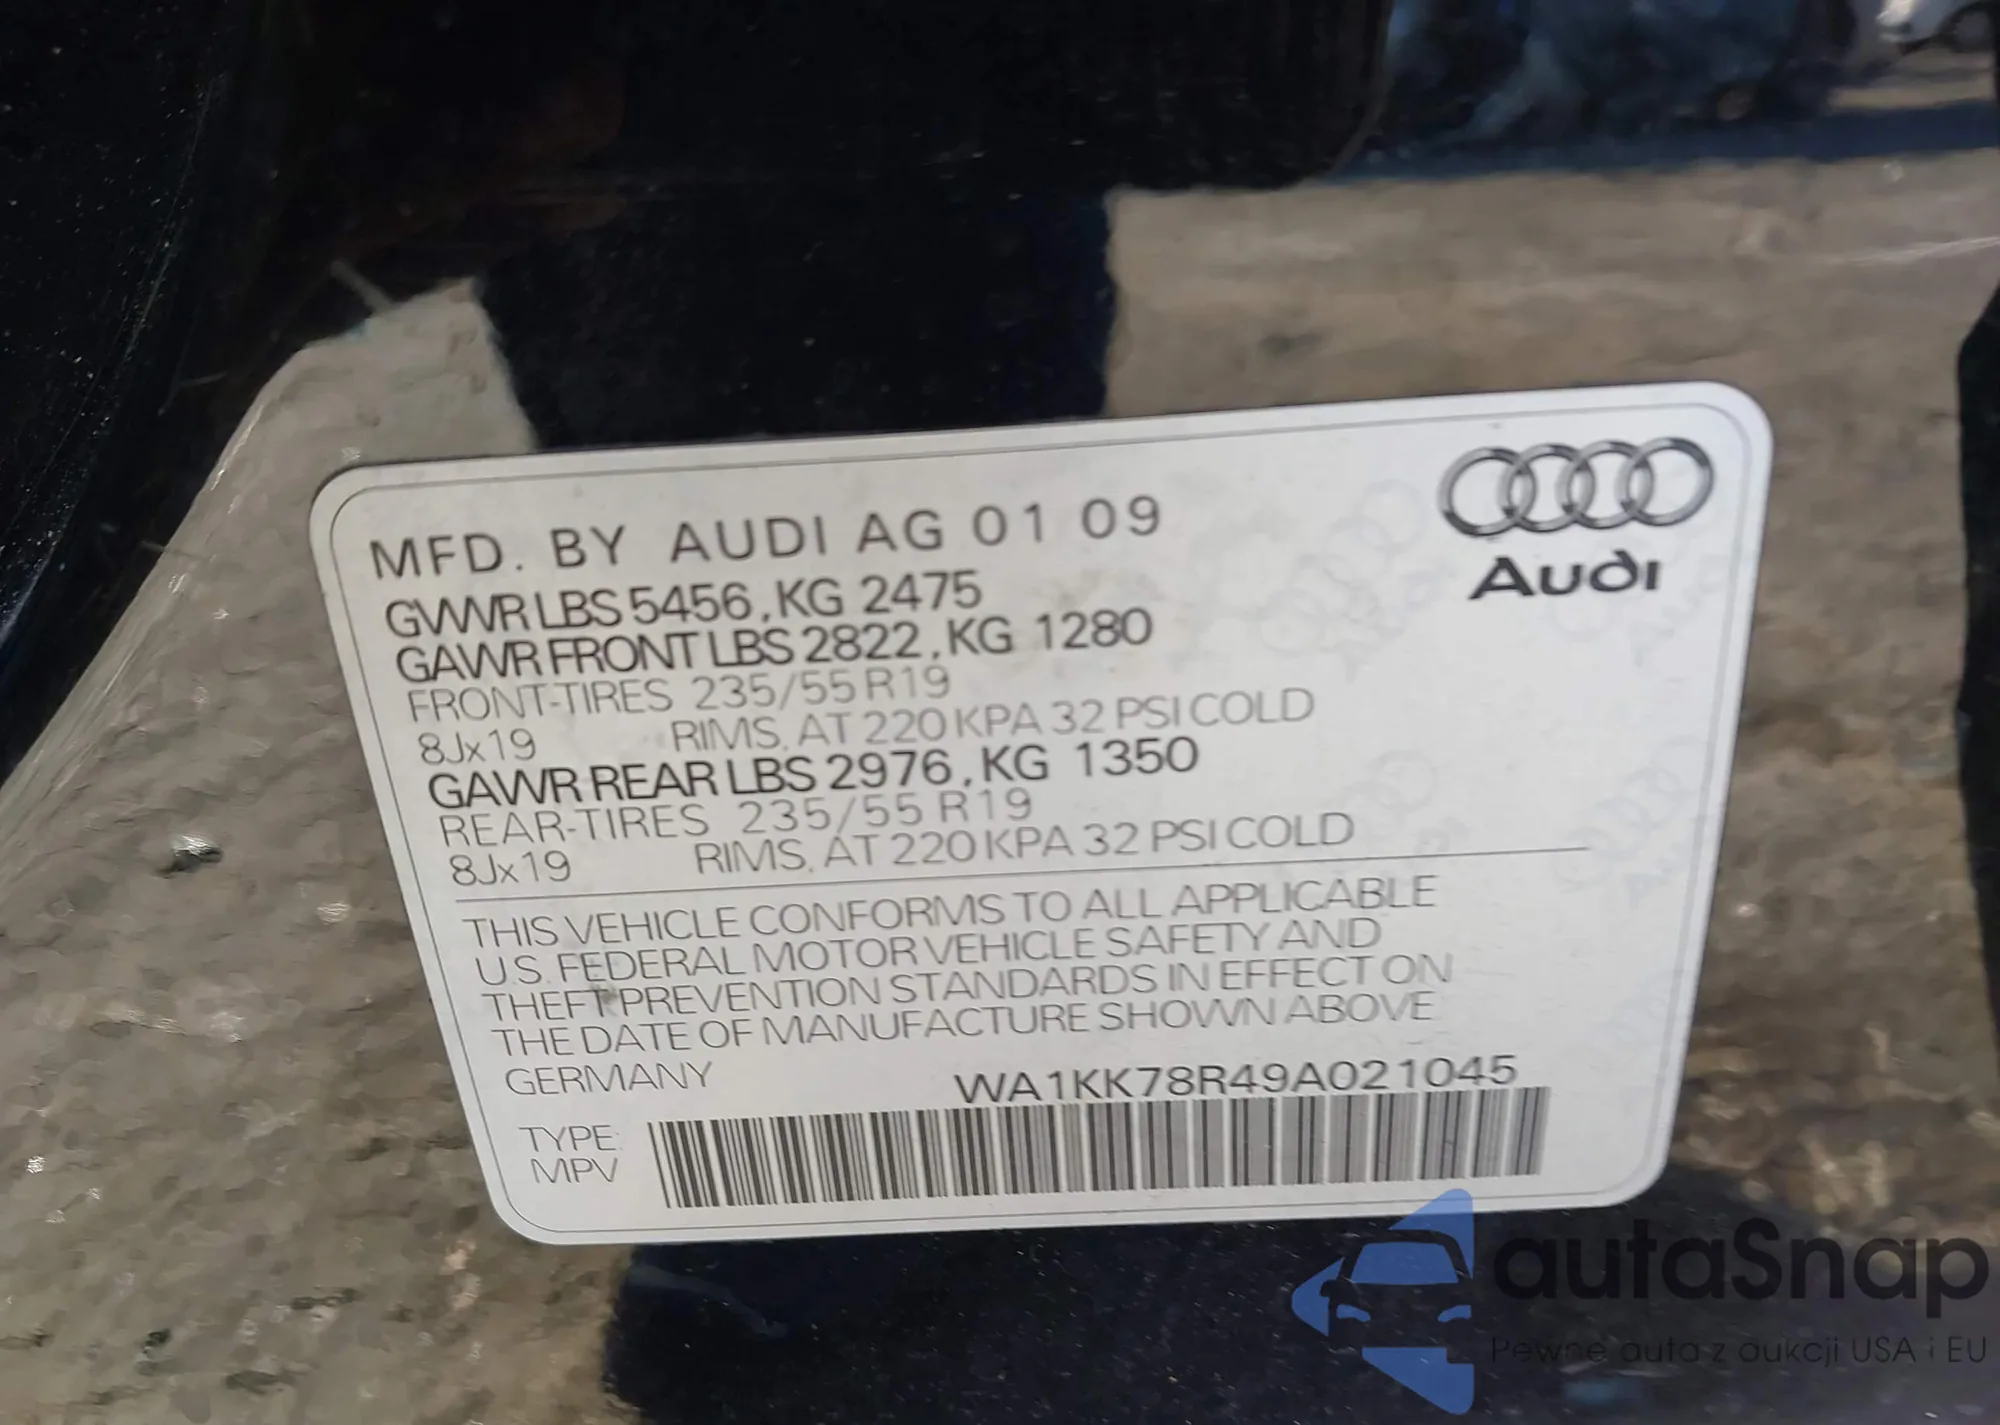 MFD. BY AUDI AG 01 09
GVWR LBS 5456, KG 2475
GAWR FRONT LBS 2822, KG 1280
FRONT-TIRES 235/55 R19
8Jx19 RIMS, AT 220 KPA 32 PSI COLD
GAWR REAR LBS 2976, KG 1350
REAR-TIRES 235/55 R19
8Jx19 RIMS, AT 220 KPA 32 PSI COLD
Audi
THIS VEHICLE CONFORMS TO ALL APPLICABLE
U.S. FEDERAL MOTOR VEHICLE SAFETY AND
THEFT PREVENTION STANDARDS IN EFFECT ON
THE DATE OF MANUFACTURE SHOWN ABOVE
GERMANY WA1KK78R49A021045
TYPE:
MPV
autaSnap
Pewne auta z aukcji USA i EU